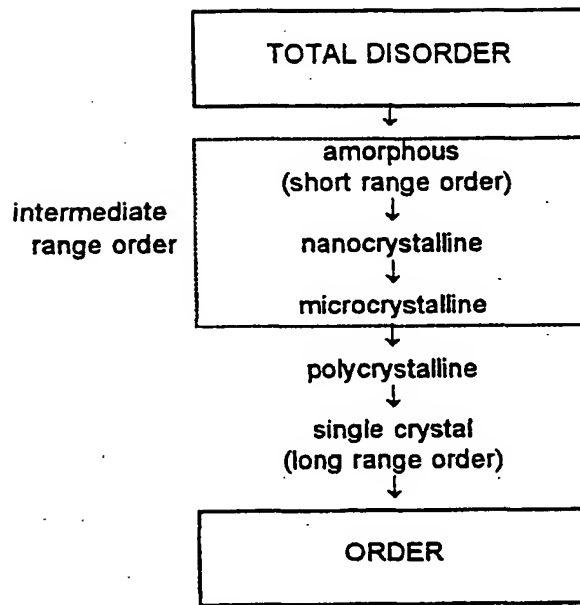 TOTAL DISORDER
↓
amorphous
(short range order)
↓
intermediate
range order
nanocrystalline
↓
microcrystalline
↓
polycrystalline
↓
single crystal
(long range order)
↓
ORDER